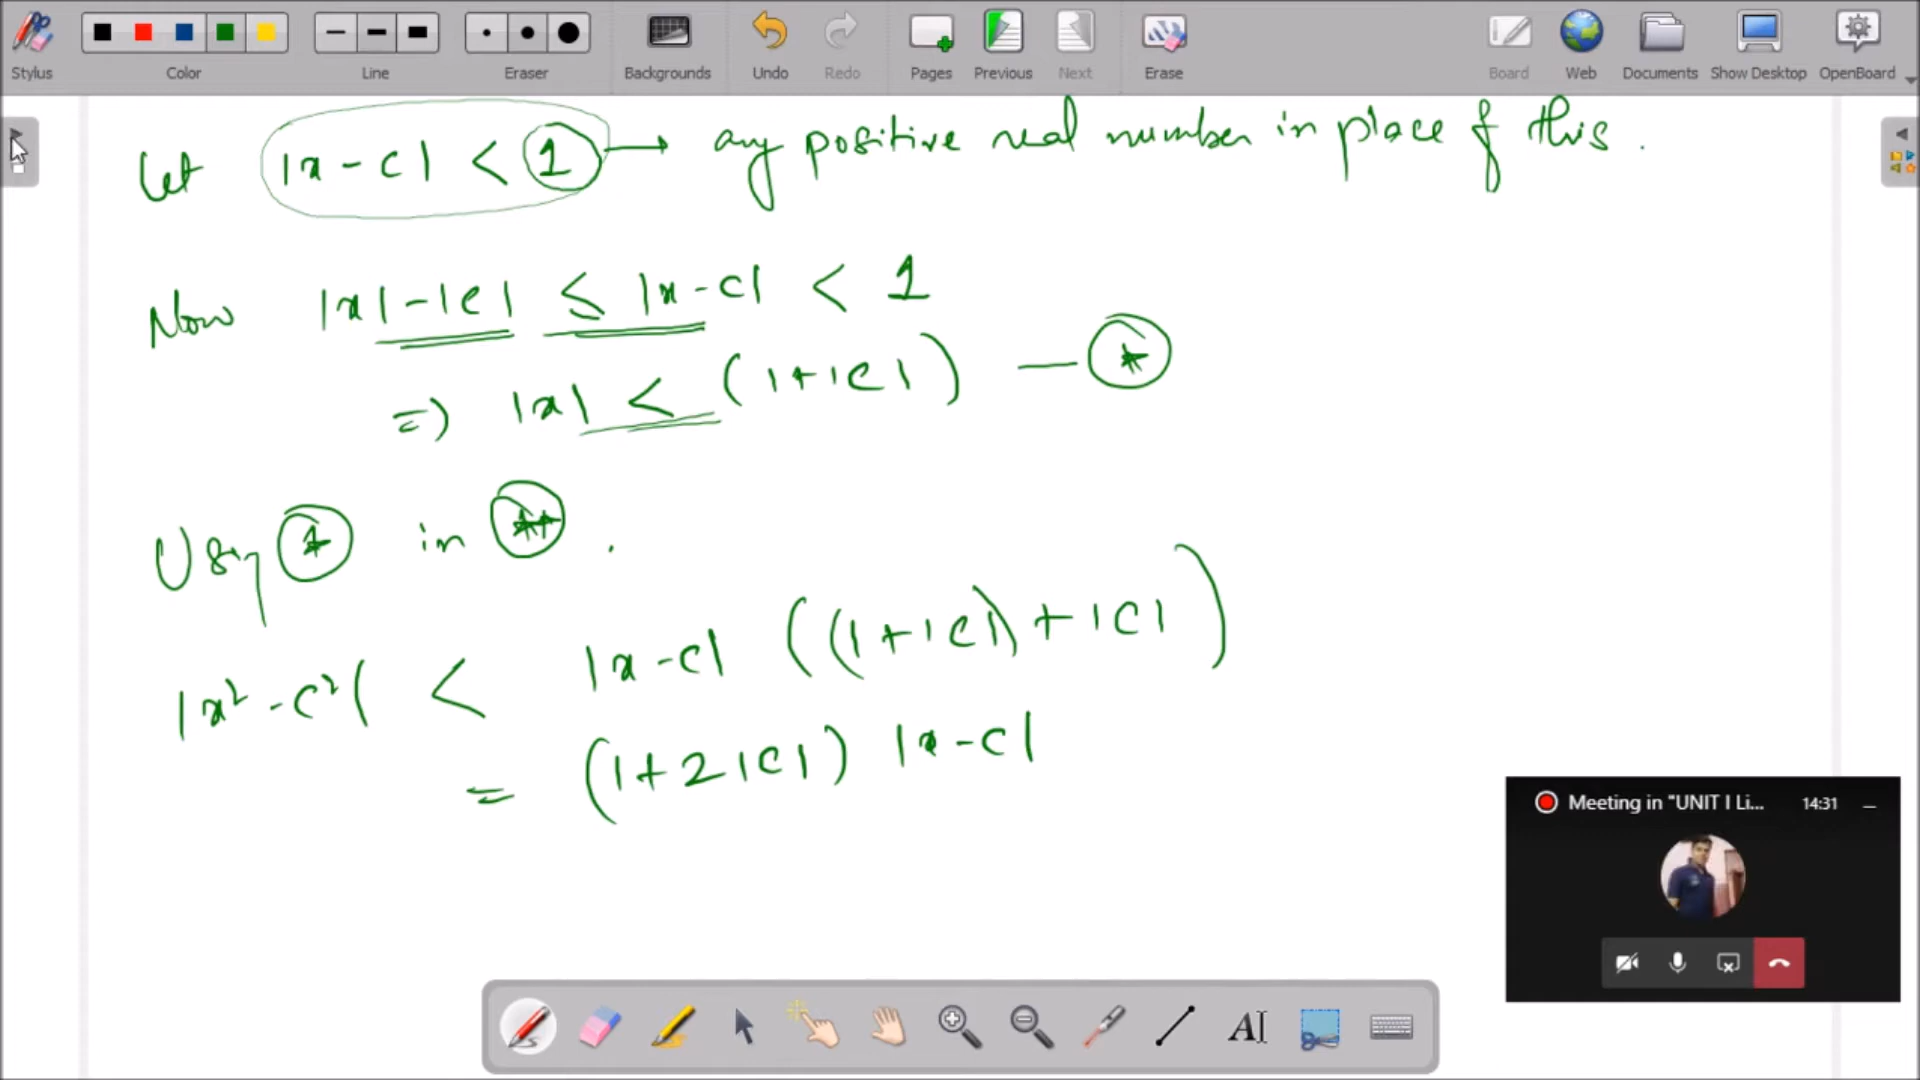 Stylus Color Line Eraser Backgrounds Undo Redo Pages Previous Next Erase Board Web Documents Show Desktop OpenBoard
Let |x-c| < 1 → any positive real number in place of this.
Now |x|-|c| ≤ |x-c| < 1
=> |x| < (1+|c|) — *
Using * in ** .
|x²-c²| < |x-c| ((1+|c|)+|c|)
= (1+2|c|) |x-c|
Meeting in "UNIT I Li... 14:31
AI